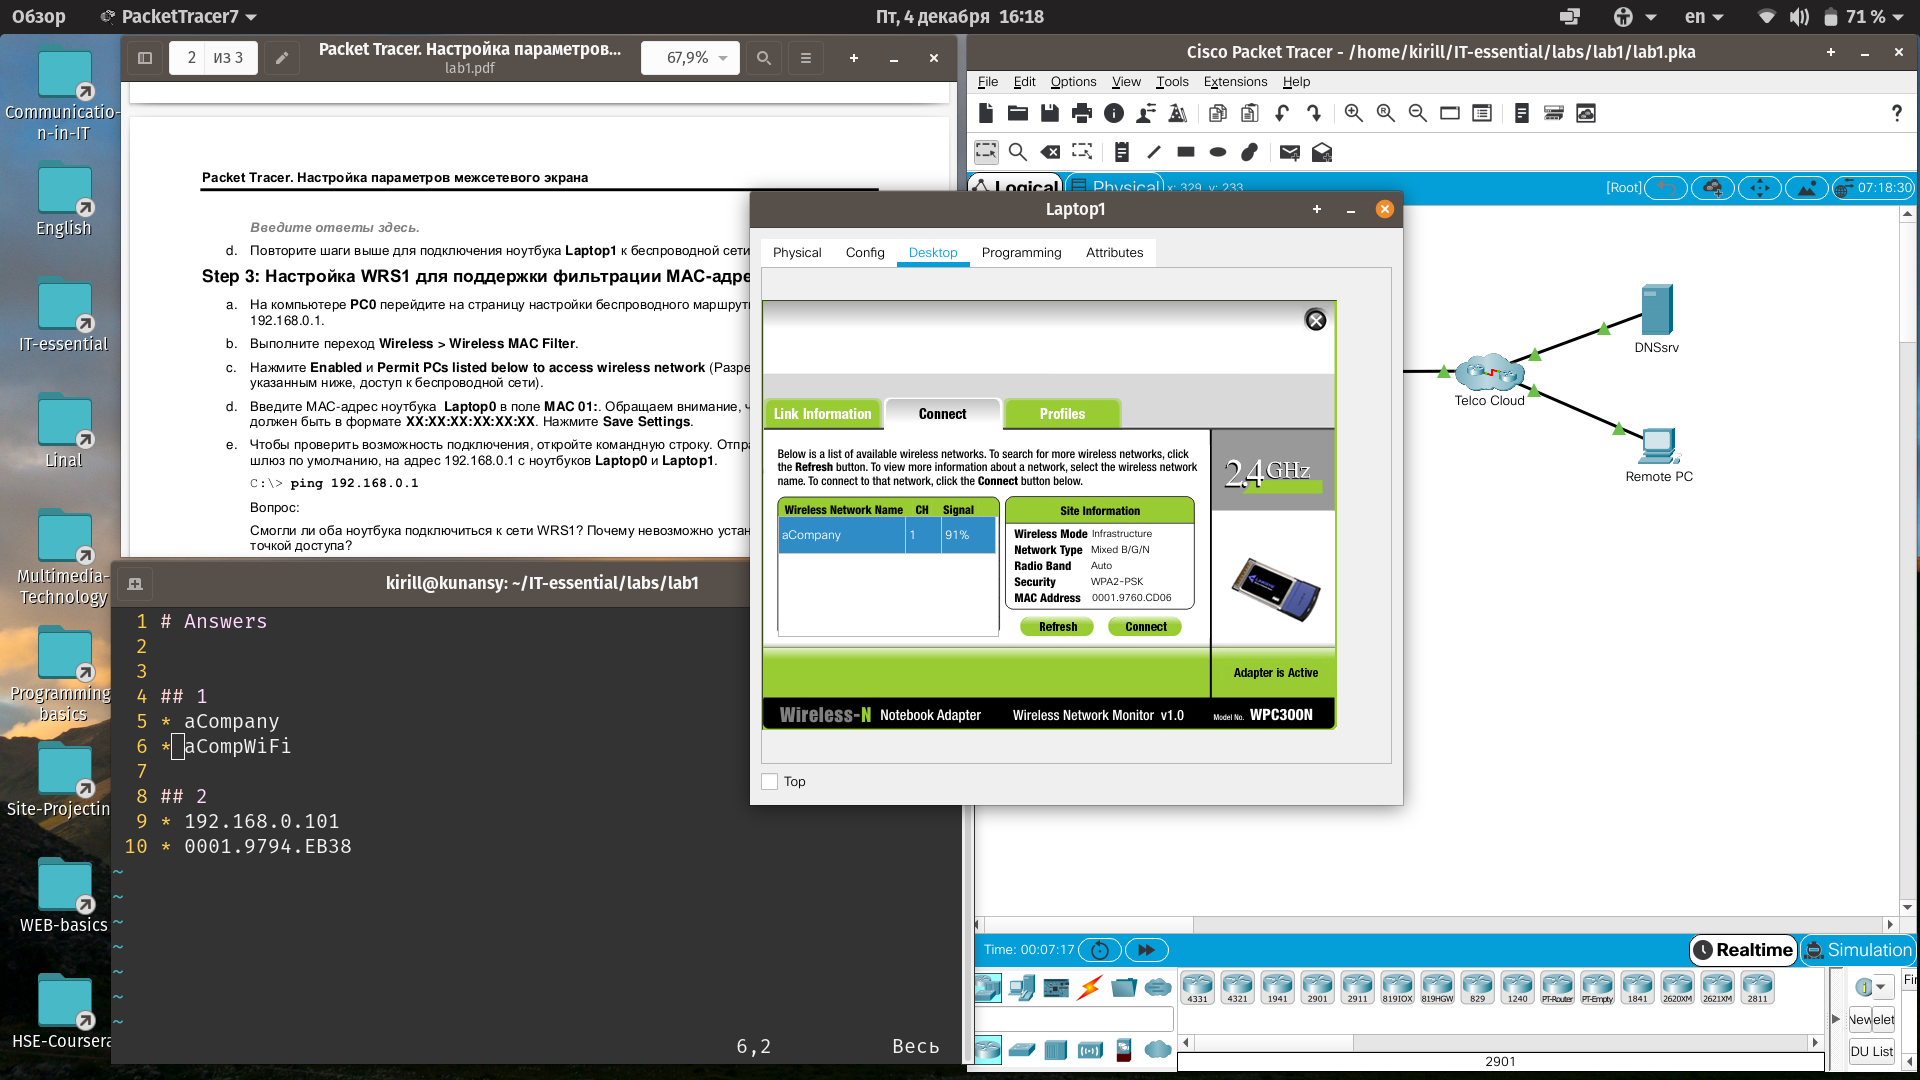 Обзор
PacketTracer7
Пт, 4 декабря 16:18
en
71 %
Communicatio-
n-in-IT
English
IT-essential
Linal
Multimedia-
Technology
Programming-
basics
Site-Projectin
WEB-basics
HSE-Coursera
2 из 3
Packet Tracer. Настройка параметров...
lab1.pdf
67,9%
Packet Tracer. Настройка параметров межсетевого экрана
Введите ответы здесь.
d. Повторите шаги выше для подключения ноутбука Laptop1 к беспроводной сети
Step 3: Настройка WRS1 для поддержки фильтрации MAC-адре
a. На компьютере PC0 перейдите на страницу настройки беспроводного маршрут
192.168.0.1.
b. Выполните переход Wireless > Wireless MAC Filter.
c. Нажмите Enabled и Permit PCs listed below to access wireless network (Разре
указанным ниже, доступ к беспроводной сети).
d. Введите MAC-адрес ноутбука Laptop0 в поле MAC 01:. Обращаем внимание, ч
должен быть в формате XX:XX:XX:XX:XX:XX. Нажмите Save Settings.
e. Чтобы проверить возможность подключения, откройте командную строку. Отпр
шлюз по умолчанию, на адрес 192.168.0.1 с ноутбуков Laptop0 и Laptop1.
C:\> ping 192.168.0.1
Вопрос:
Смогли ли оба ноутбука подключиться к сети WRS1? Почему невозможно устан
точкой доступа?
kirill@kunansy: ~/IT-essential/labs/lab1
1 # Answers
2
3
4 ## 1
5 * aCompany
6 * aCompWiFi
7
8 ## 2
9 * 192.168.0.101
10 * 0001.9794.EB38
~
~
~
~
~
~
~
6,2 Весь
Cisco Packet Tracer - /home/kirill/IT-essential/labs/lab1/lab1.pka
File Edit Options View Tools Extensions Help
Logical
Physical
x: 329, y: 233
[Root]
07:18:30
DNSsrv
Telco Cloud
Remote PC
Laptop1
Physical Config Desktop Programming Attributes
Link Information Connect Profiles
Below is a list of available wireless networks. To search for more wireless networks, click
the Refresh button. To view more information about a network, select the wireless network
name. To connect to that network, click the Connect button below.
2.4GHz
Wireless Network Name CH Signal
aCompany 1 91%
Site Information
Wireless Mode Infrastructure
Network Type Mixed B/G/N
Radio Band Auto
Security WPA2-PSK
MAC Address 0001.9760.CD06
Refresh Connect
Adapter is Active
Wireless-N Notebook Adapter Wireless Network Monitor v1.0 Model No. WPC300N
Top
Time: 00:07:17
Realtime
Simulation
4331 4321 1941 2901 2911 819IOX 819HGW 829 1240 PT-Router PT-Empty 1841 2620XM 2621XM 2811
2901
Fir
New
elet
DU List